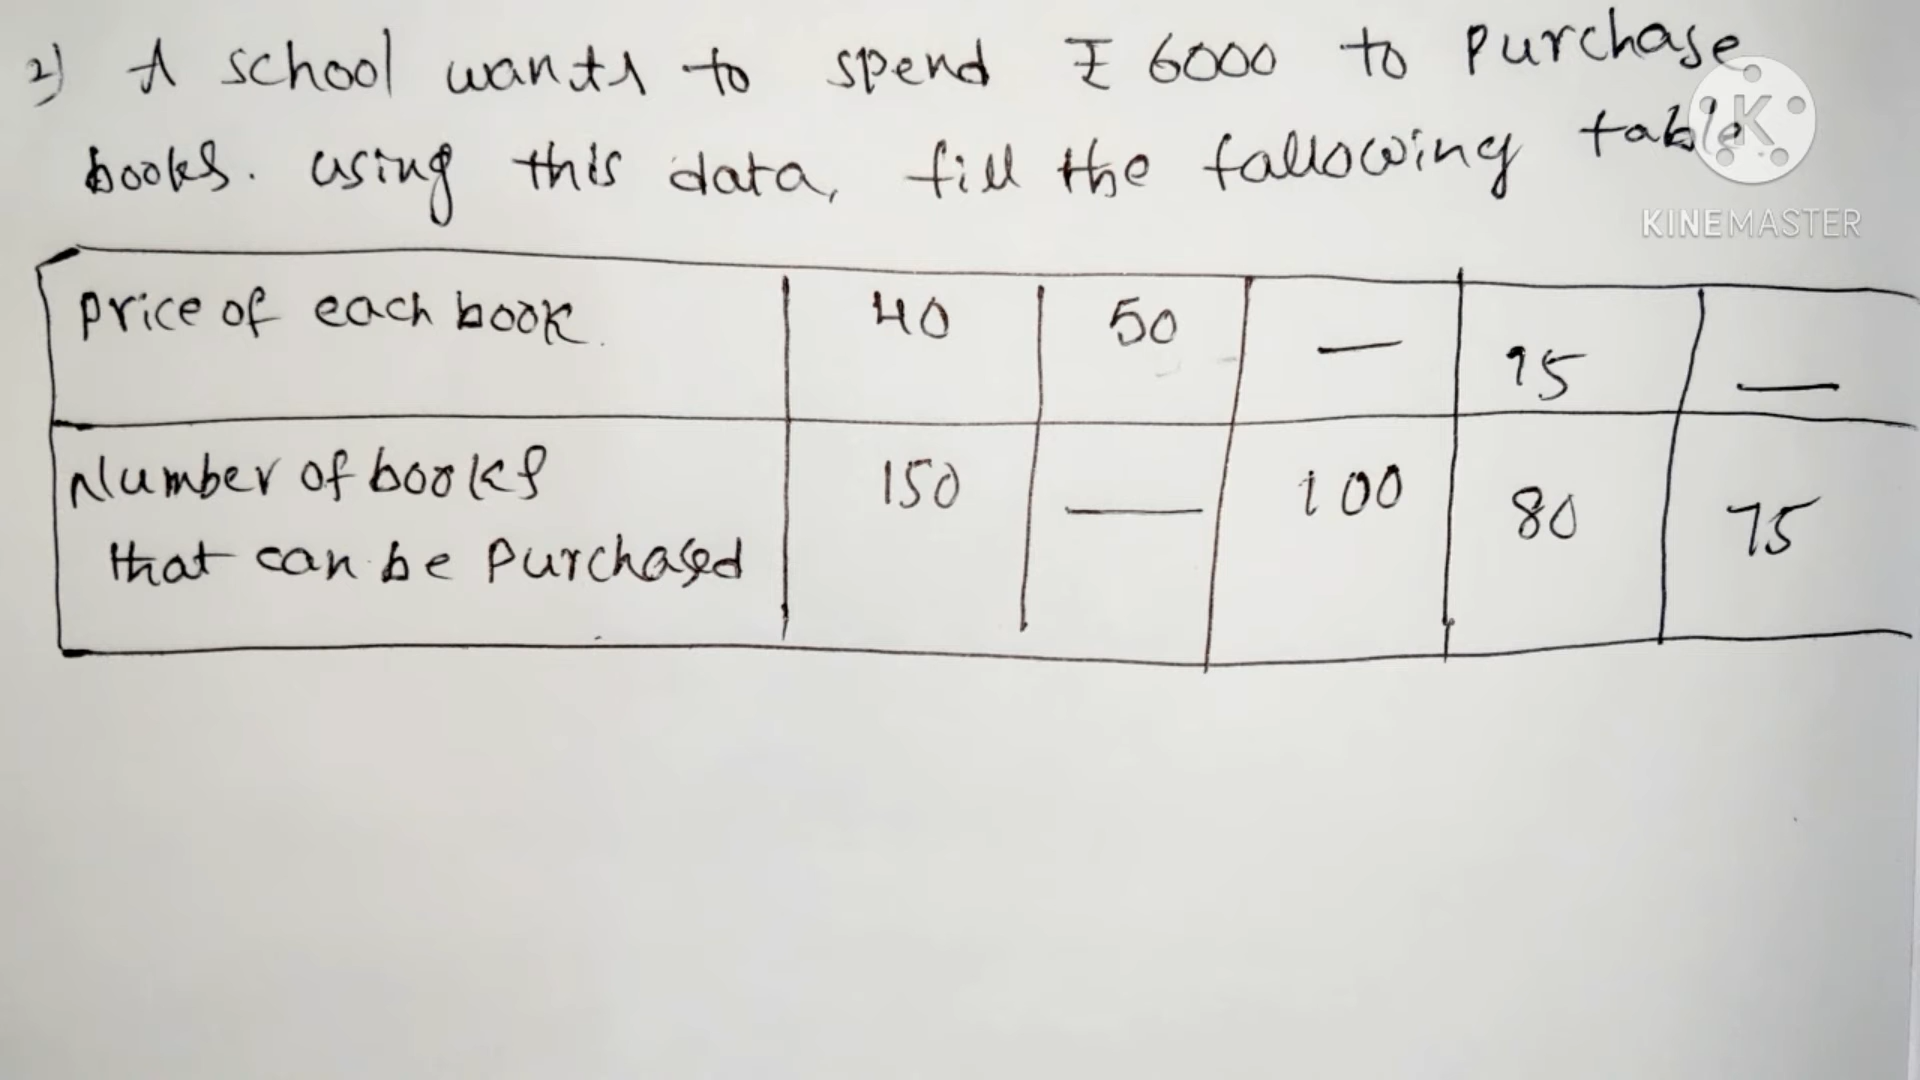 2) A school wants to spend ₹ 6000 to purchase
books. using this data, fill the following table.
K
KINEMASTER
Price of each book. 40 50 — 75 —
Number of books 150 — 100 80 75
that can be purchased